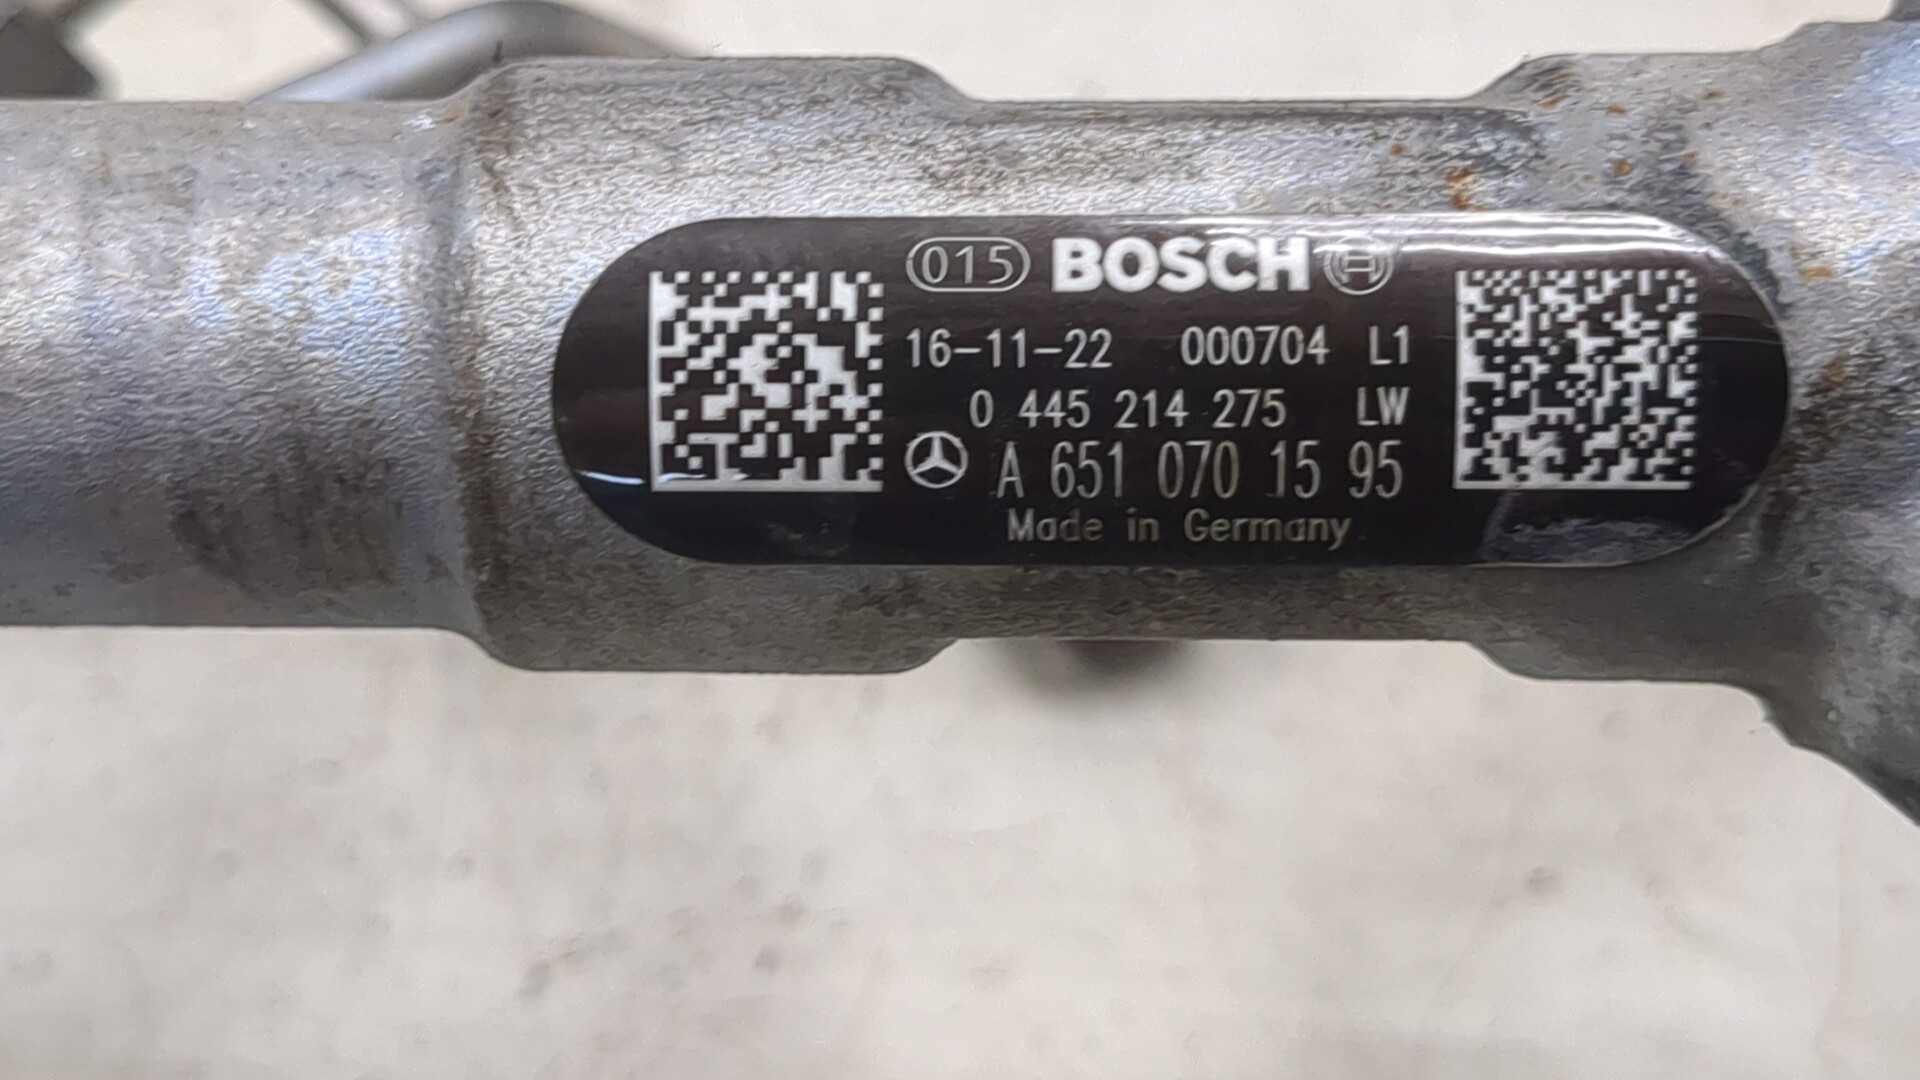 015 BOSCH
16-11-22 000704 L1
0 445 214 275 LW
A 651 070 15 95
Made in Germany